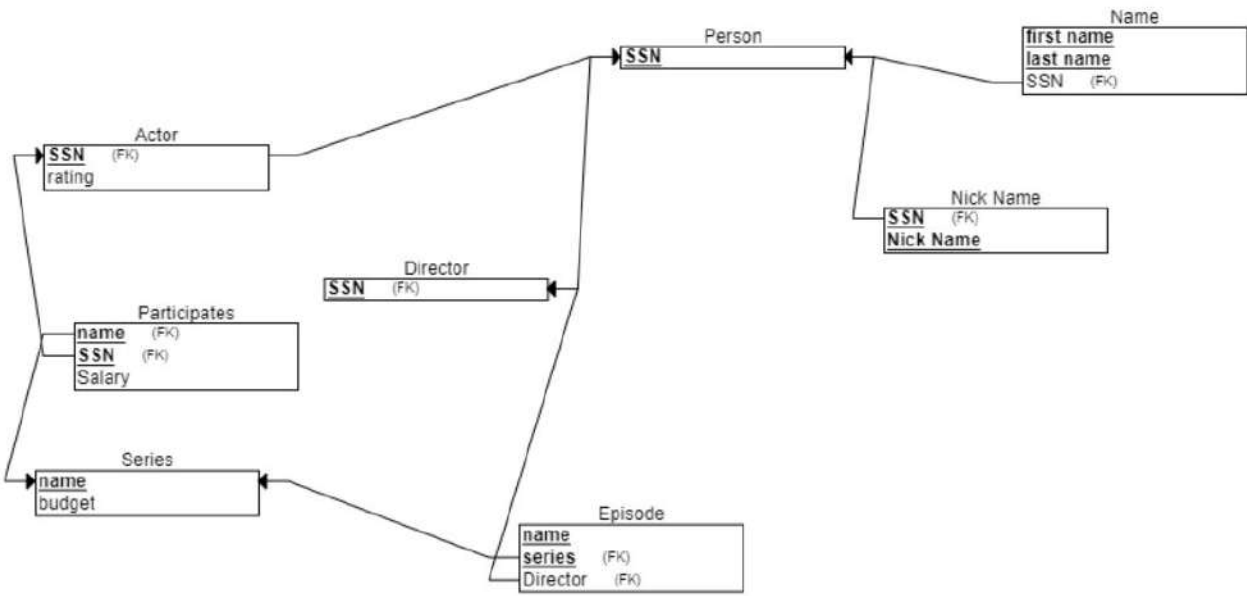 Person
SSN
Name
first name
last name
SSN (FK)
Actor
SSN (FK)
rating
Nick Name
SSN (FK)
Nick Name
Director
SSN (FK)
Participates
name (FK)
SSN (FK)
Salary
Series
name
budget
Episode
name
series (FK)
Director (FK)